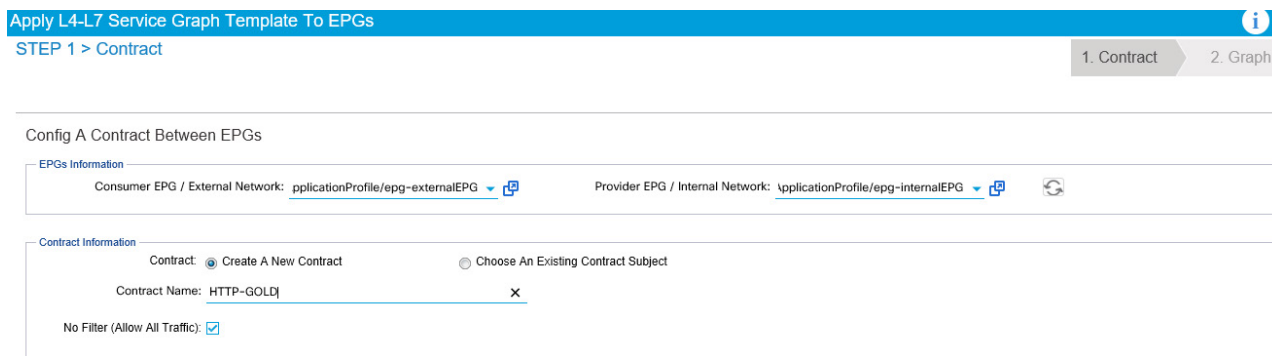 Apply L4-L7 Service Graph Template To EPGs
i
STEP 1 > Contract
1. Contract
2. Graph
Config A Contract Between EPGs
EPGs Information
Consumer EPG / External Network: pplicationProfile/epg-externalEPG
Provider EPG / Internal Network: \pplicationProfile/epg-internalEPG
Contract Information
Contract: Create A New Contract
Choose An Existing Contract Subject
Contract Name: HTTP-GOLD
No Filter (Allow All Traffic):